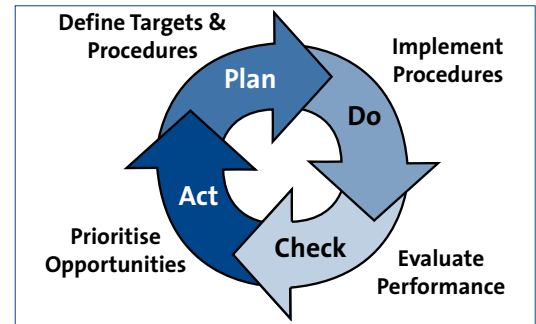 Define Targets &
Procedures
Plan
Implement
Procedures
Do
Evaluate
Performance
Check
Prioritise
Opportunities
Act